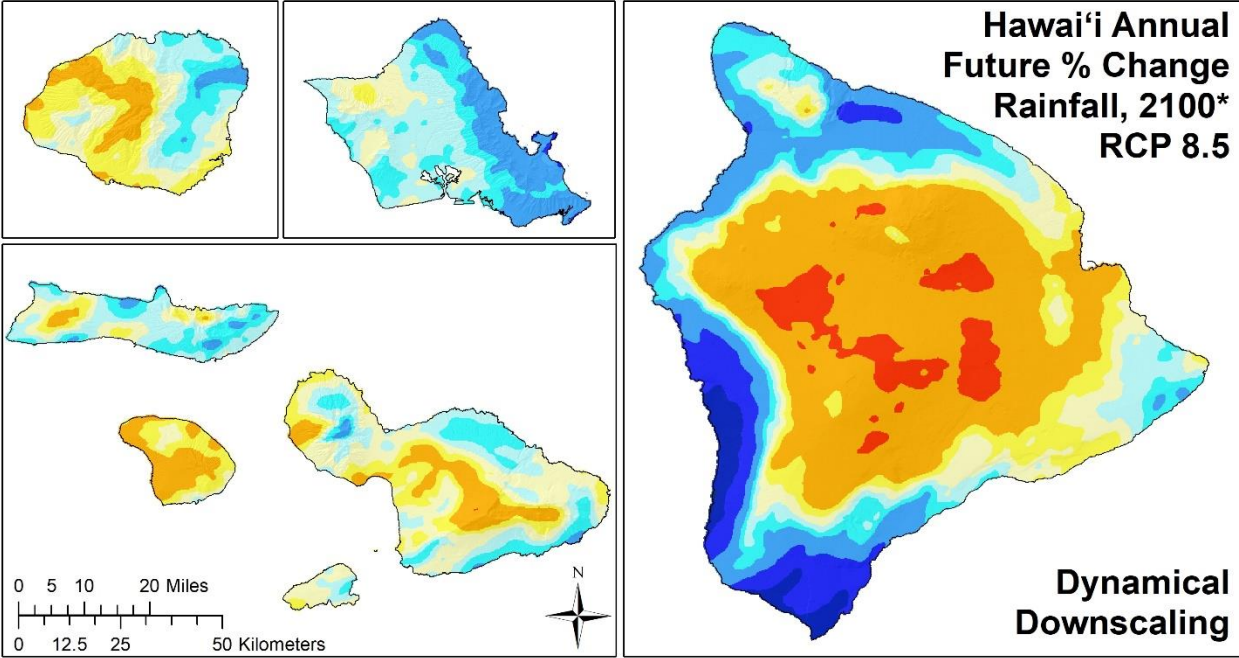 Hawai‘i Annual
Future % Change
Rainfall, 2100*
RCP 8.5
0 5 10 20 Miles
0 12.5 25 50 Kilometers
N
Dynamical
Downscaling